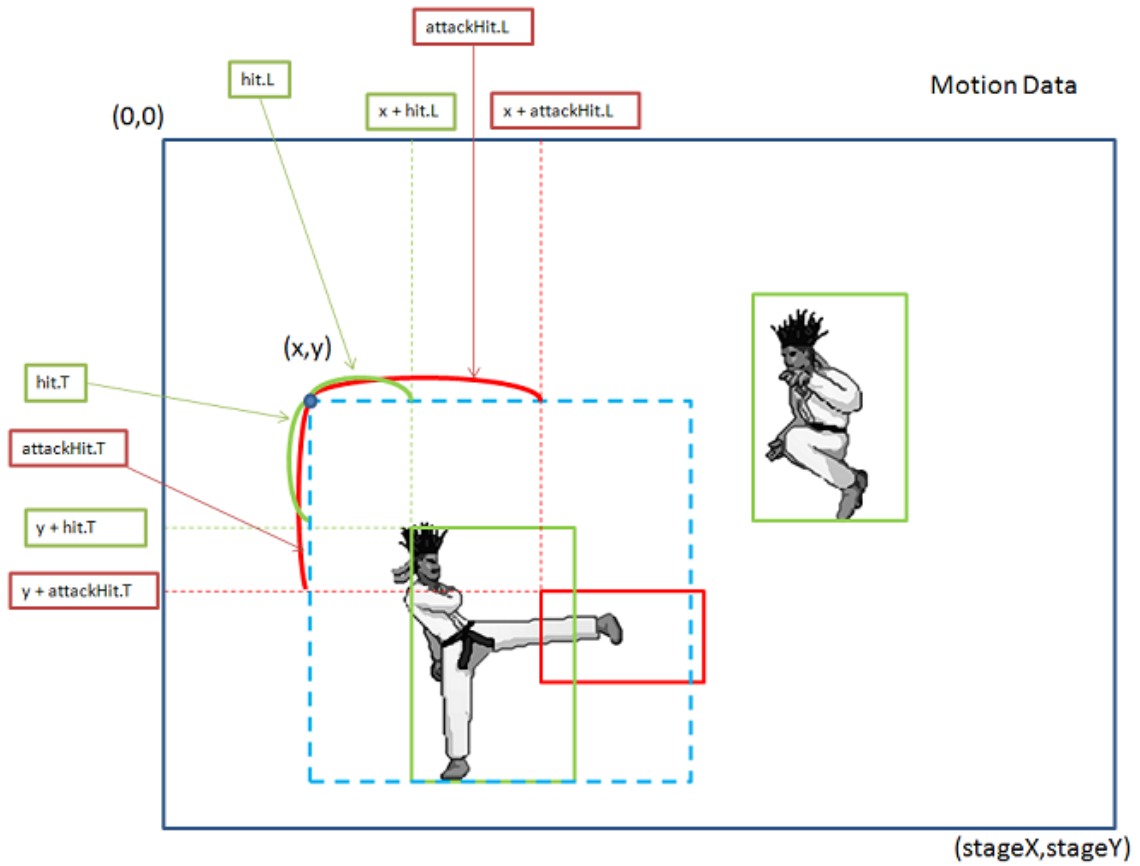 attackHit.L
hit.L
Motion Data
(0,0)
x + hit.L
x + attackHit.L
(x,y)
hit.T
attackHit.T
y + hit.T
y + attackHit.T
(stageX,stageY)